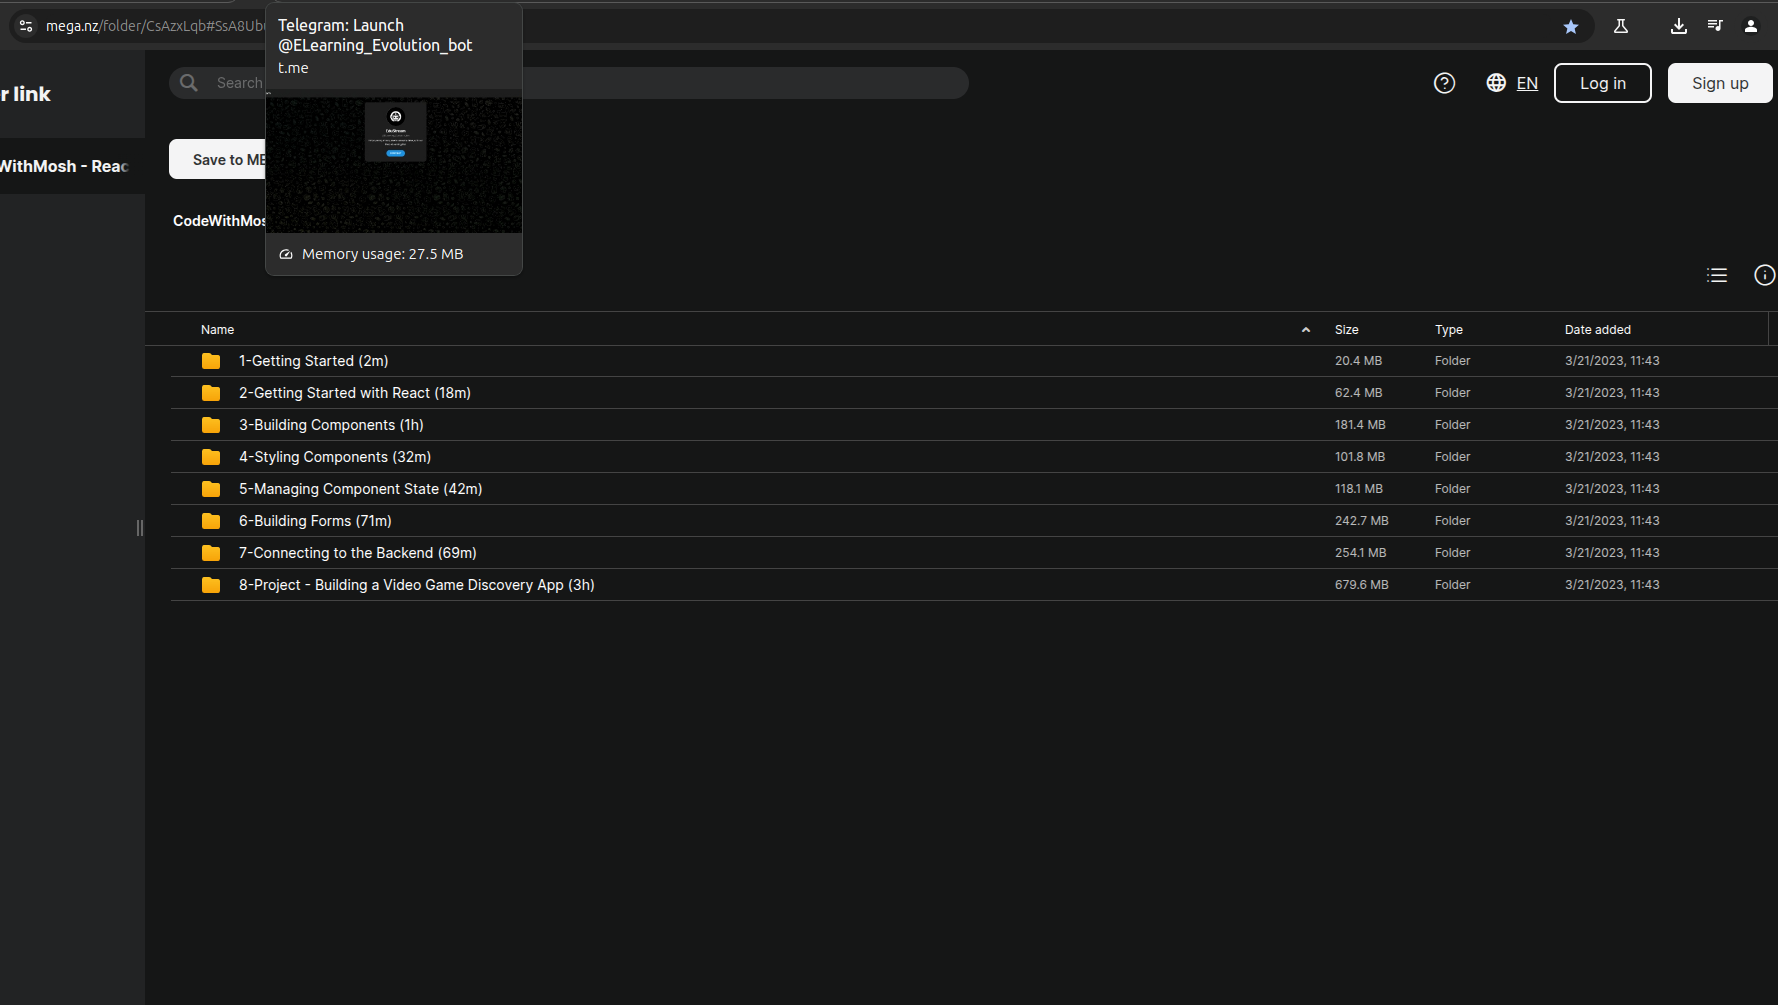 mega.nz/folder/CsAzxLqb#SsA8Ub
Telegram: Launch
@ELearning_Evolution_bot
t.me
r link
Search
EN
Log in
Sign up
WithMosh - Reac
Save to ME
CodeWithMos
EduStream
Memory usage: 27.5 MB
Name Size Type Date added
1-Getting Started (2m) 20.4 MB Folder 3/21/2023, 11:43
2-Getting Started with React (18m) 62.4 MB Folder 3/21/2023, 11:43
3-Building Components (1h) 181.4 MB Folder 3/21/2023, 11:43
4-Styling Components (32m) 101.8 MB Folder 3/21/2023, 11:43
5-Managing Component State (42m) 118.1 MB Folder 3/21/2023, 11:43
6-Building Forms (71m) 242.7 MB Folder 3/21/2023, 11:43
7-Connecting to the Backend (69m) 254.1 MB Folder 3/21/2023, 11:43
8-Project - Building a Video Game Discovery App (3h) 679.6 MB Folder 3/21/2023, 11:43